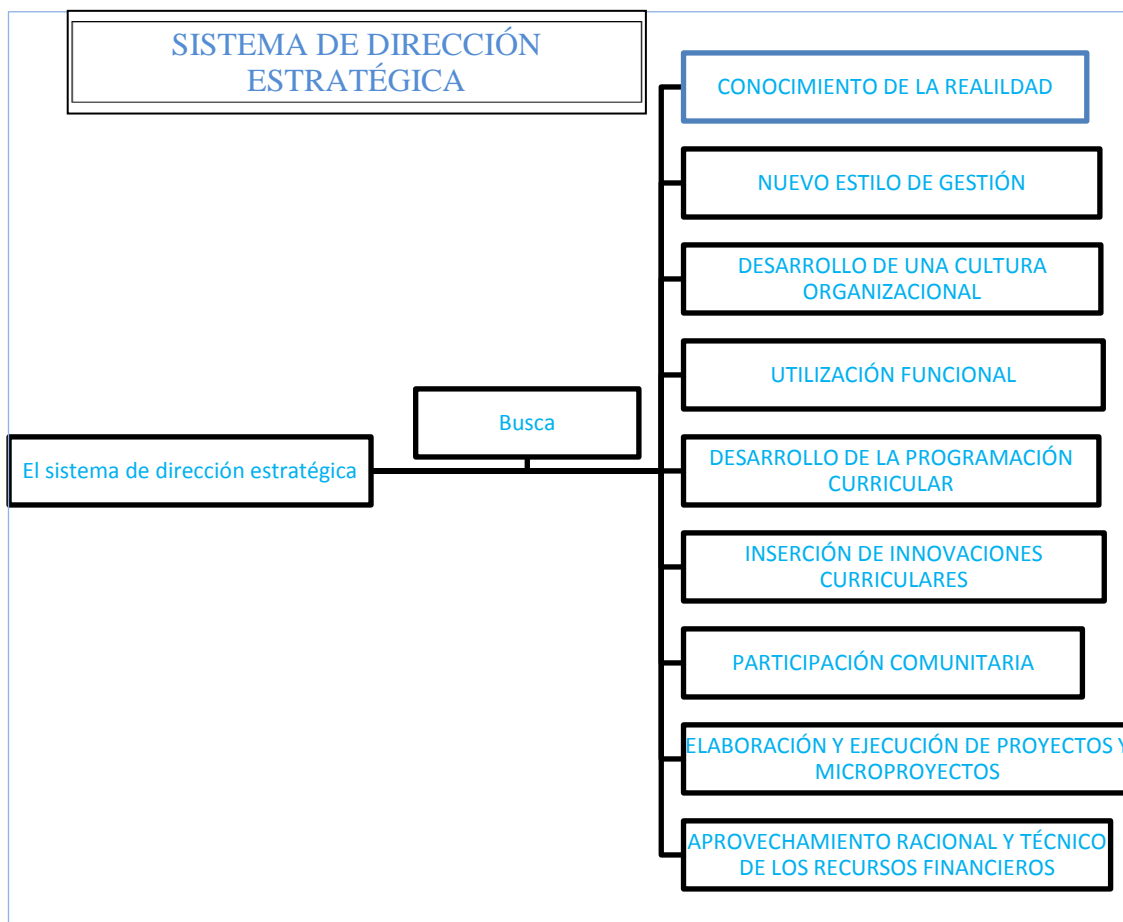 SISTEMA DE DIRECCIÓN
ESTRATÉGICA
El sistema de dirección estratégica
Busca
CONOCIMIENTO DE LA REALILDAD
NUEVO ESTILO DE GESTIÓN
DESARROLLO DE UNA CULTURA
ORGANIZACIONAL
UTILIZACIÓN FUNCIONAL
DESARROLLO DE LA PROGRAMACIÓN
CURRICULAR
INSERCIÓN DE INNOVACIONES
CURRICULARES
PARTICIPACIÓN COMUNITARIA
ELABORACIÓN Y EJECUCIÓN DE PROYECTOS Y
MICROPROYECTOS
APROVECHAMIENTO RACIONAL Y TÉCNICO
DE LOS RECURSOS FINANCIEROS